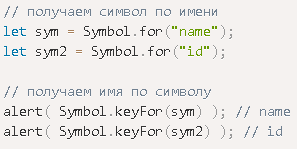 // получаем символ по имени
let sym = Symbol.for("name");
let sym2 = Symbol.for("id");
// получаем имя по символу
alert( Symbol.keyFor(sym) ); // name
alert( Symbol.keyFor(sym2) ); // id